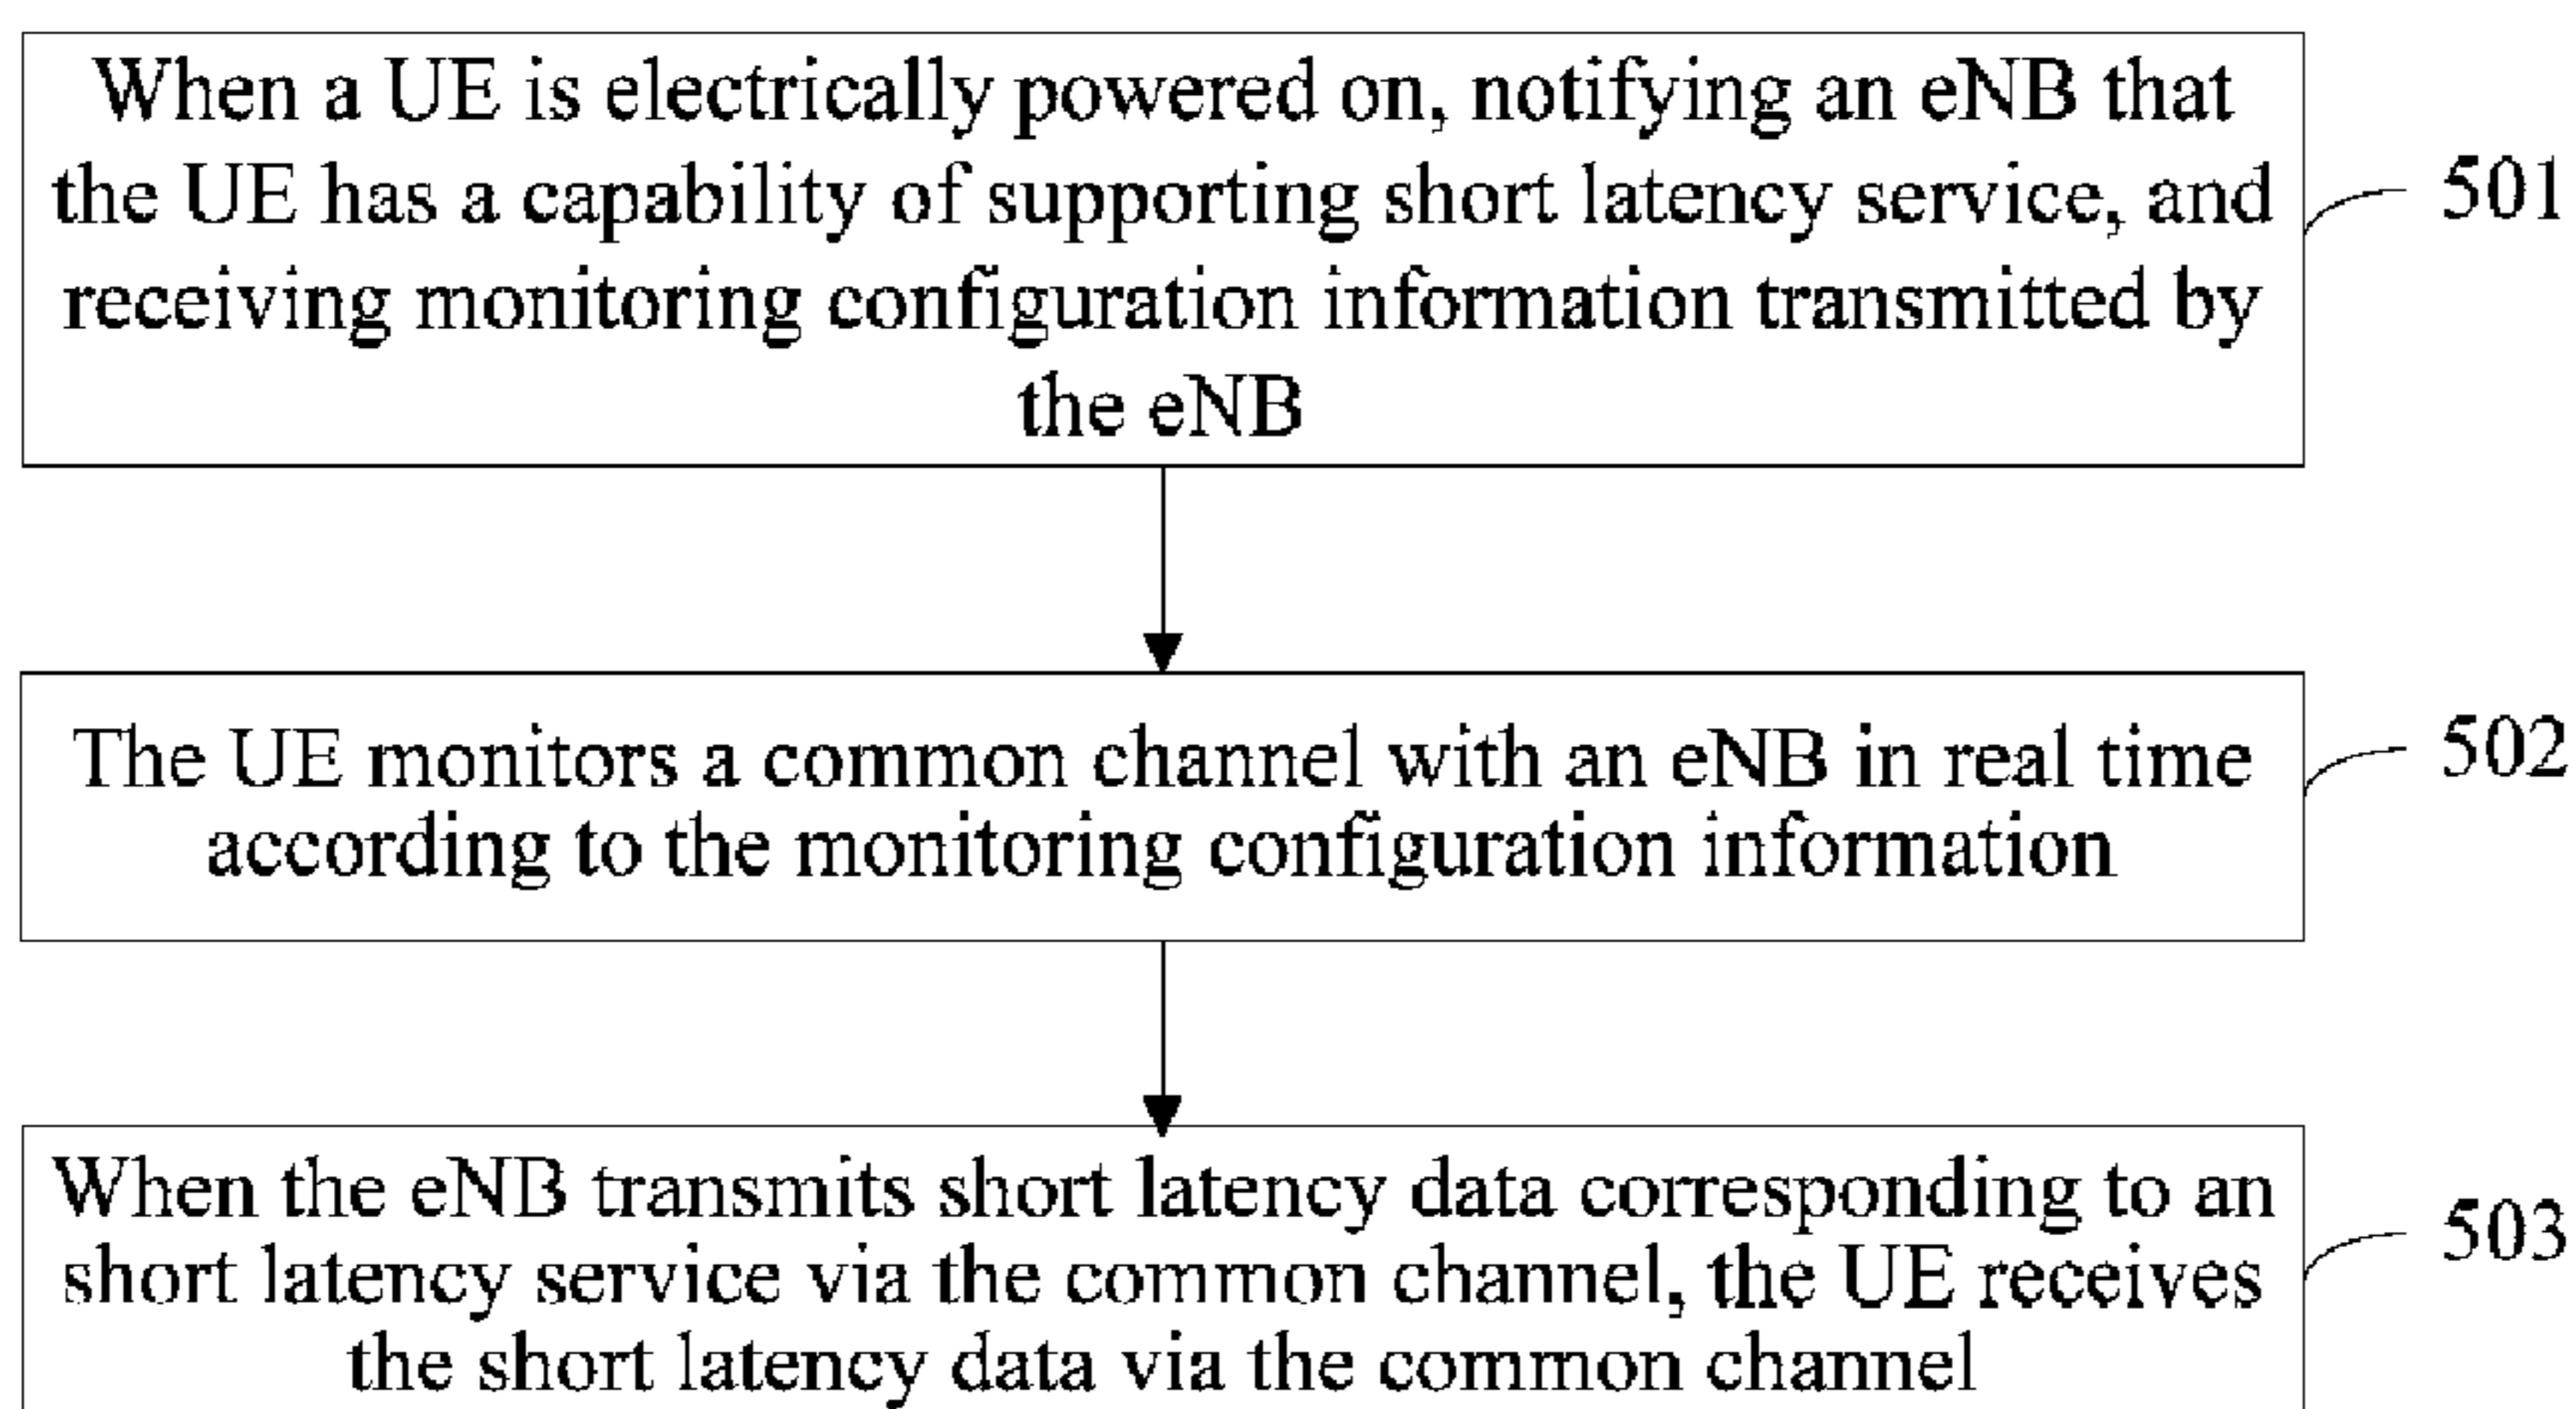 When a UE is electrically powered on, notifying an eNB that
the UE has a capability of supporting short latency service, and
receiving monitoring configuration information transmitted by
the eNB
501
The UE monitors a common channel with an eNB in real time
according to the monitoring configuration information
502
When the eNB transmits short latency data corresponding to an
short latency service via the common channel, the UE receives
the short latency data via the common channel
503